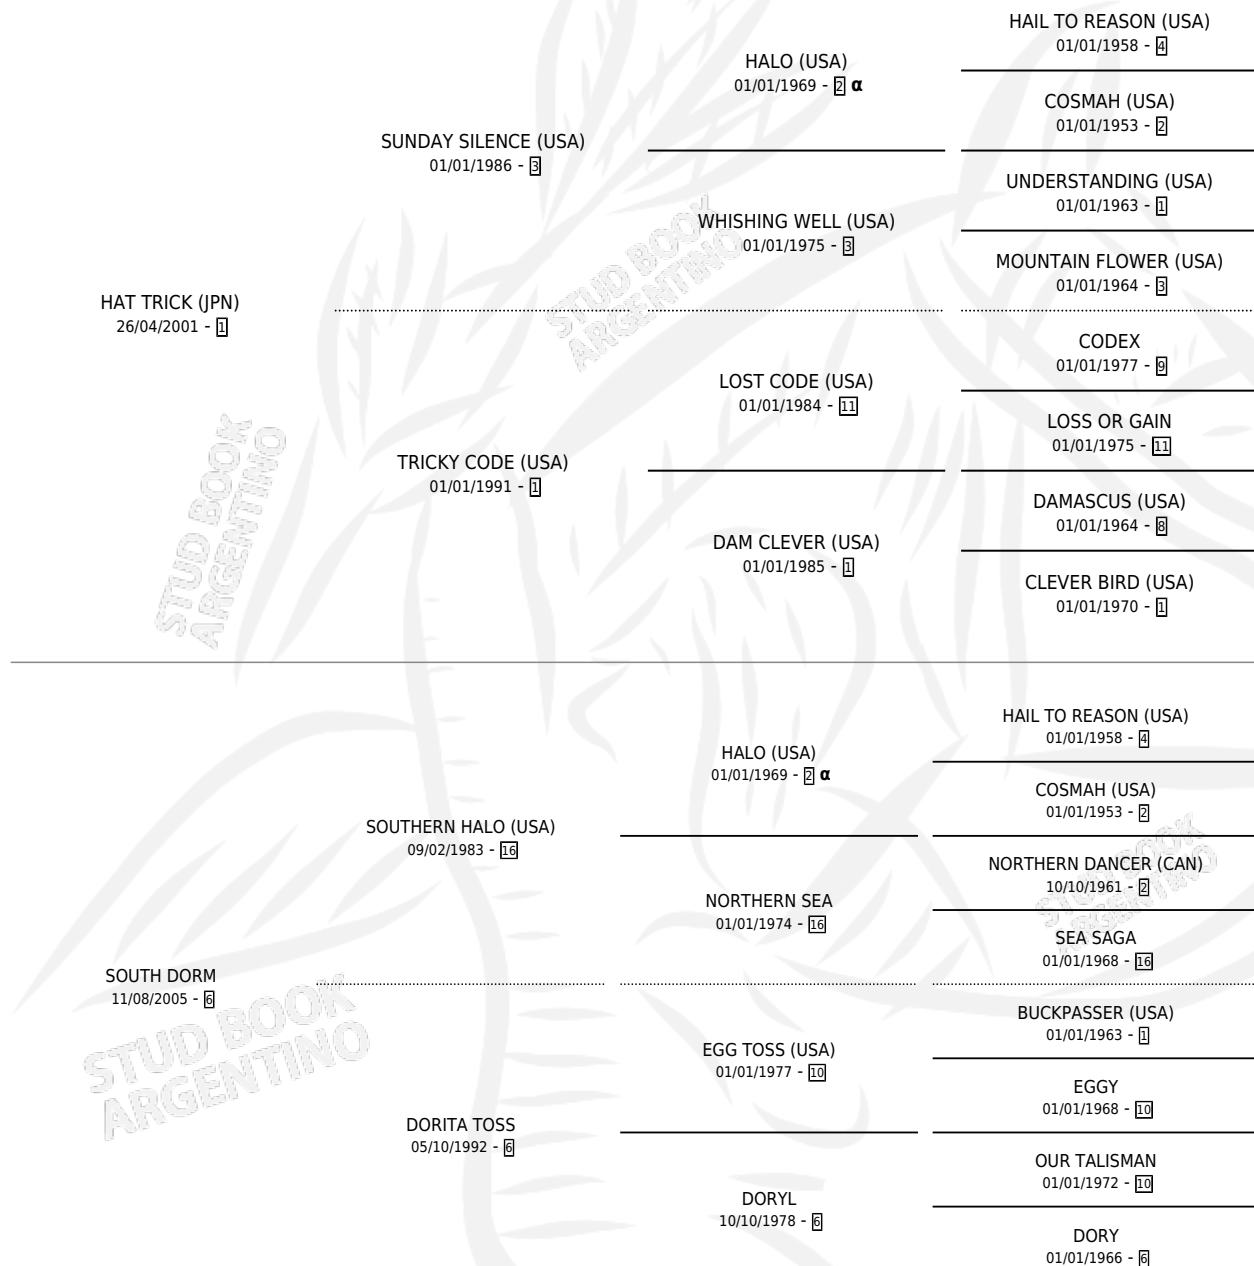 HAIL TO REASON (USA)
01/01/1958 - 4
HALO (USA)
01/01/1969 - 2 α
COSMAH (USA)
01/01/1953 - 2
SUNDAY SILENCE (USA)
01/01/1986 - 3
UNDERSTANDING (USA)
01/01/1963 - 1
WHISHING WELL (USA)
01/01/1975 - 3
MOUNTAIN FLOWER (USA)
01/01/1964 - 3
STUD BOOK
ARGENTINO
HAT TRICK (JPN)
26/04/2001 - 1
CODEX
01/01/1977 - 9
LOST CODE (USA)
01/01/1984 - 11
LOSS OR GAIN
01/01/1975 - 11
TRICKY CODE (USA)
01/01/1991 - 1
DAMASCUS (USA)
01/01/1964 - 8
DAM CLEVER (USA)
01/01/1985 - 1
CLEVER BIRD (USA)
01/01/1970 - 1
STUD BOOK
ARGENTINO
HAIL TO REASON (USA)
01/01/1958 - 4
HALO (USA)
01/01/1969 - 2 α
COSMAH (USA)
01/01/1953 - 2
SOUTHERN HALO (USA)
09/02/1983 - 16
NORTHERN DANCER (CAN)
10/10/1961 - 2
NORTHERN SEA
01/01/1974 - 16
SEA SAGA
01/01/1968 - 16
STUD BOOK
ARGENTINO
SOUTH DORM
11/08/2005 - 6
BUCKPASSER (USA)
01/01/1963 - 1
EGG TOSS (USA)
01/01/1977 - 10
EGGY
01/01/1968 - 10
STUD BOOK
ARGENTINO
DORITA TOSS
05/10/1992 - 6
OUR TALISMAN
01/01/1972 - 10
DORYL
10/10/1978 - 6
DORY
01/01/1966 - 6